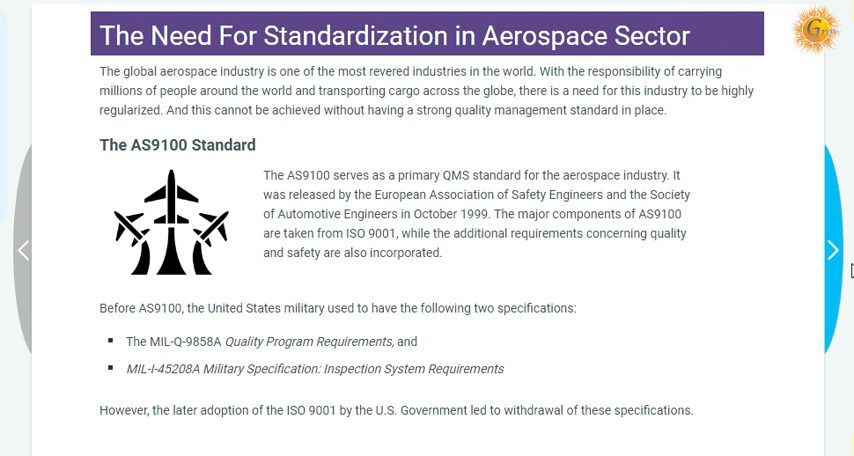 The Need For Standardization in Aerospace Sector
The global aerospace industry is one of the most revered industries in the world. With the responsibility of carrying
millions of people around the world and transporting cargo across the globe, there is a need for this industry to be highly
regularized. And this cannot be achieved without having a strong quality management standard in place.
The AS9100 Standard
The AS9100 serves as a primary QMS standard for the aerospace industry. It
was released by the European Association of Safety Engineers and the Society
of Automotive Engineers in October 1999. The major components of AS9100
are taken from ISO 9001, while the additional requirements concerning quality
and safety are also incorporated.
Before AS9100, the United States military used to have the following two specifications:
The MIL-Q-9858A Quality Program Requirements, and
MIL-I-45208A Military Specification: Inspection System Requirements
However, the later adoption of the ISO 9001 by the U.S. Government led to withdrawal of these specifications.